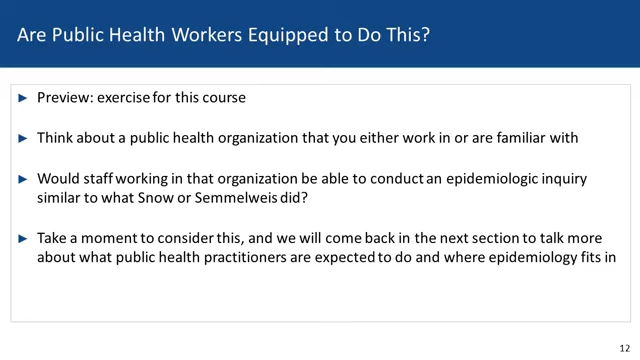 Are Public Health Workers Equipped to Do This?
► Preview: exercise for this course
► Think about a public health organization that you either work in or are familiar with
► Would staff working in that organization be able to conduct an epidemiologic inquiry
similar to what Snow or Semmelweis did?
► Take a moment to consider this, and we will come back in the next section to talk more
about what public health practitioners are expected to do and where epidemiology fits in
12